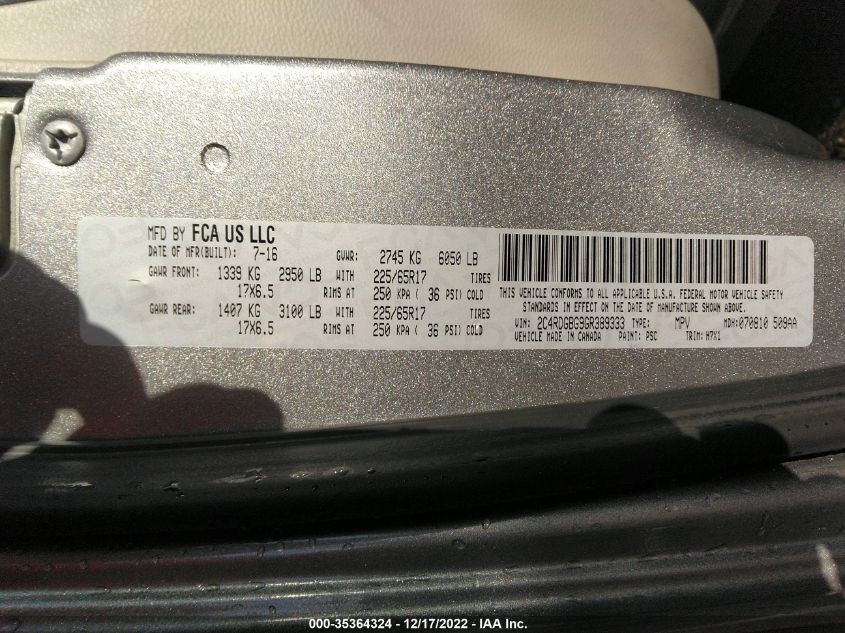 MFD BY FCA US LLC
DATE OF MFR(BUILT): 7-16 GVWR: 2745 KG 6050 LB
GAWR FRONT: 1339 KG 2950 LB WITH 225/65R17 TIRES
17X6.5 RIMS AT 250 KPA ( 36 PSI) COLD
GAWR REAR: 1407 KG 3100 LB WITH 225/65R17 TIRES
17X6.5 RIMS AT 250 KPA ( 36 PSI) COLD
THIS VEHICLE CONFORMS TO ALL APPLICABLE U.S.A. FEDERAL MOTOR VEHICLE SAFETY
STANDARDS IN EFFECT ON THE DATE OF MANUFACTURE SHOWN ABOVE.
VIN: 2C4RDGBG9GR389333 TYPE: MPV MDH:070810 509AA
VEHICLE MADE IN CANADA PAINT: PSC TRIM: H7X1
000-35364324 - 12/17/2022 - IAA Inc.